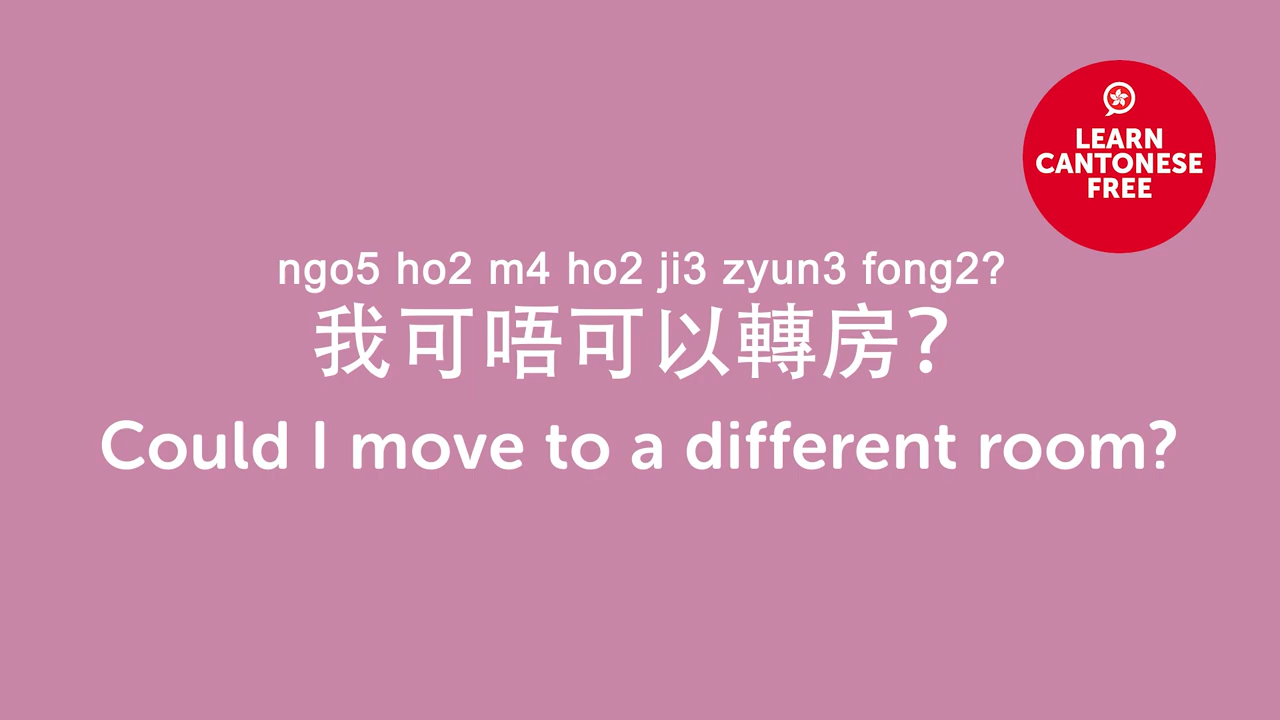 LEARN
CANTONESE
FREE
ngo5 ho2 m4 ho2 ji3 zyun3 fong2?
我可唔可以轉房？
Could I move to a different room?